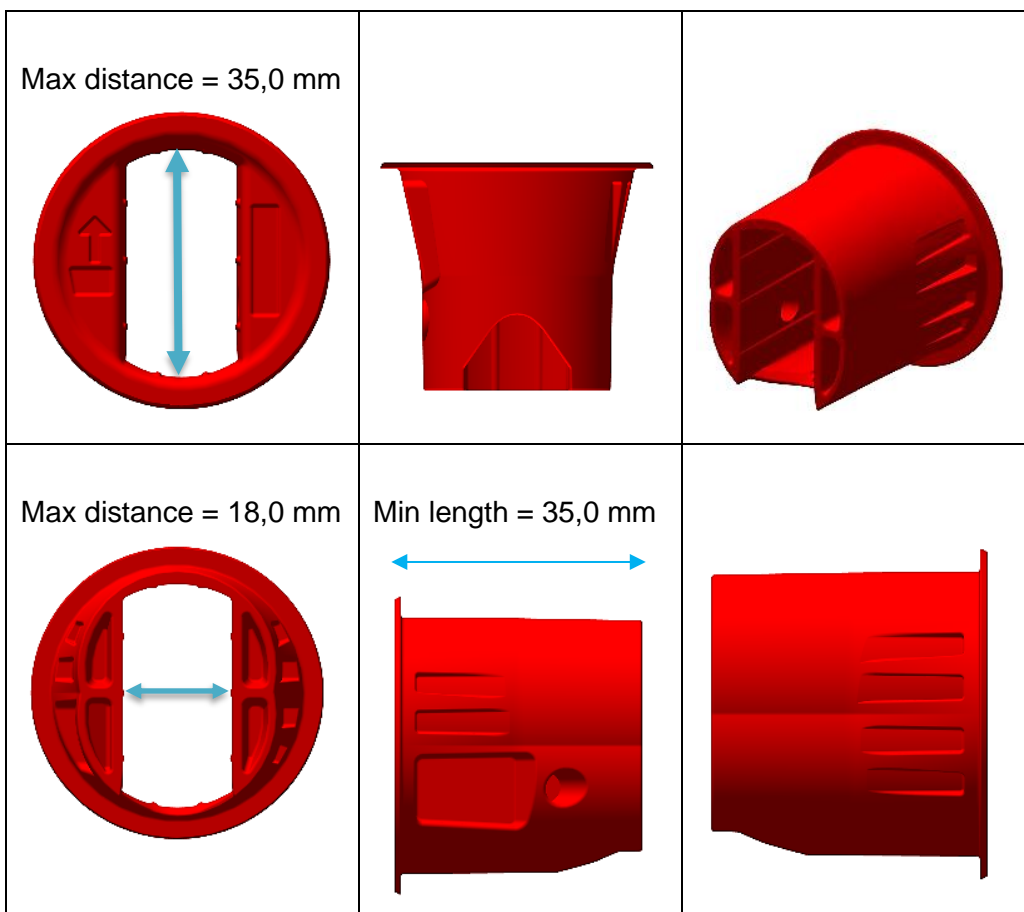 Max distance = 35,0 mm
Max distance = 18,0 mm
Min length = 35,0 mm